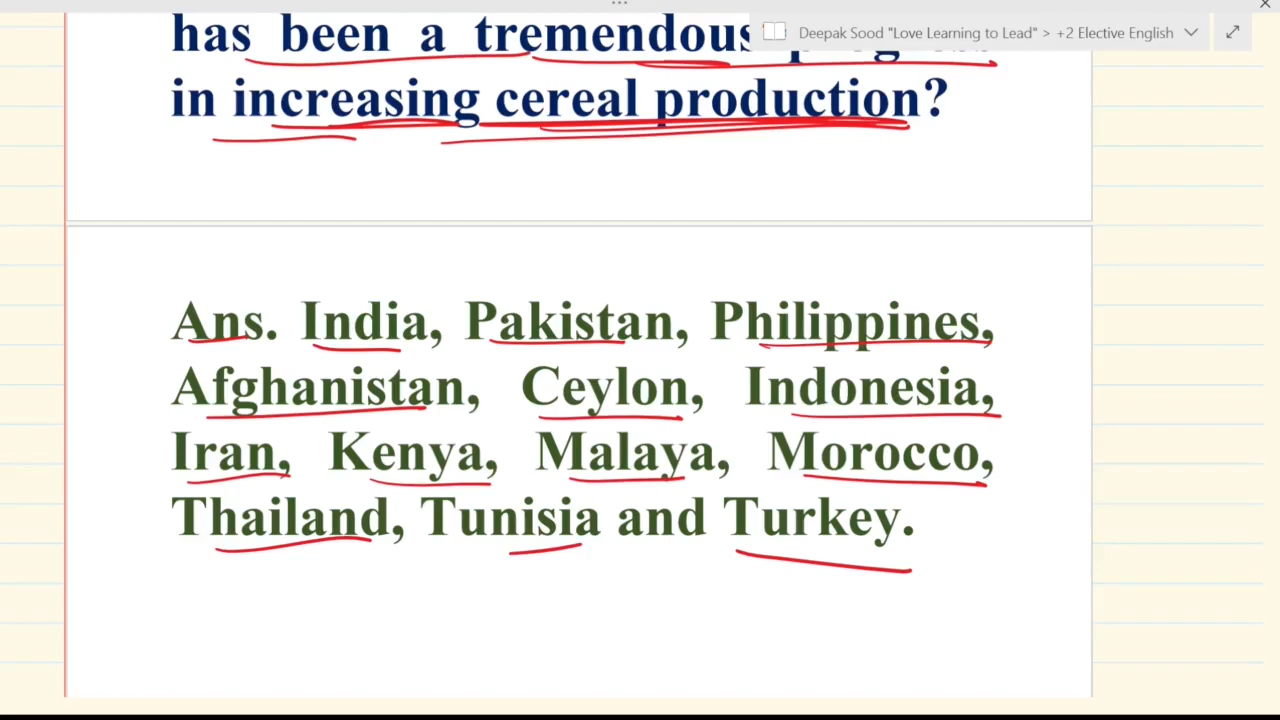 has been a tremendous
Deepak Sood "Love Learning to Lead" > +2 Elective English
in increasing cereal production?
Ans. India, Pakistan, Philippines,
Afghanistan, Ceylon, Indonesia,
Iran, Kenya, Malaya, Morocco,
Thailand, Tunisia and Turkey.